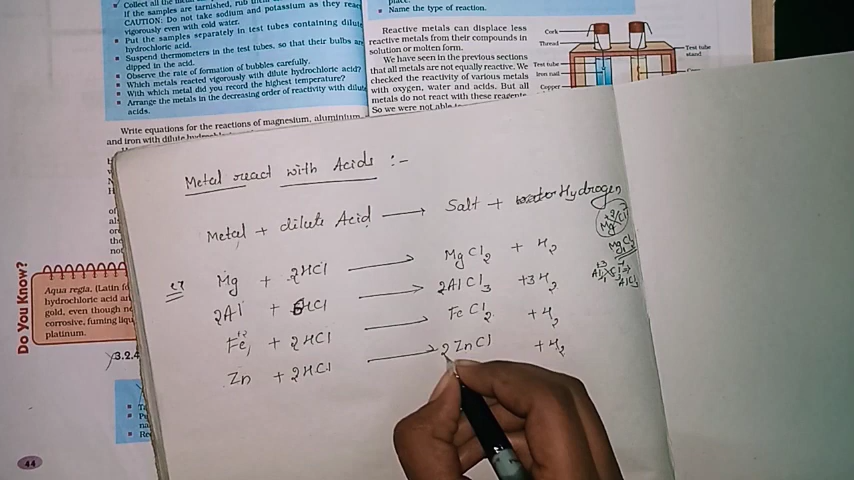 Collect all the m
If the samples are tarnished, rub them
CAUTION: Do not take sodium and potassium as they react
vigorously even with cold water.
Put the samples separately in test tubes containing dilute
hydrochloric acid.
Suspend thermometers in the test tubes, so that their bulbs are
dipped in the acid.
Observe the rate of formation of bubbles carefully.
Which metals reacted vigorously with dilute hydrochloric acid?
With which metal did you record the highest temperature?
Arrange the metals in the decreasing order of reactivity with dilute
acids.
Write equations for the reactions of magnesium, aluminium,
and iron with dilute hydrochloric
place.
Name the type of reaction.
Reactive metals can displace less
reactive metals from their compounds in
solution or molten form.
We have seen in the previous sections
that all metals are not equally reactive. We
checked the reactivity of various metals
with oxygen, water and acids. But all
metals do not react with these reagents.
So we were not able
Cork
Thread
Test tube
Iron nail
Copper
Test tube
stand
Metal react with Acids :-
Metal + dilute Acid → Salt + Hydrogen
Mg + 2HCl → MgCl₂ + H₂
2Al + 6HCl → 2AlCl₃ + 3H₂
Fe + 2HCl → FeCl₂ + H₂
Zn + 2HCl → 2ZnCl + H₂
MgCl₂
AlCl₃
Do You Know?
Aqua regia, (Latin fo
hydrochloric acid an
gold, even though n
corrosive, fuming liqu
platinum.
3.2.4
44